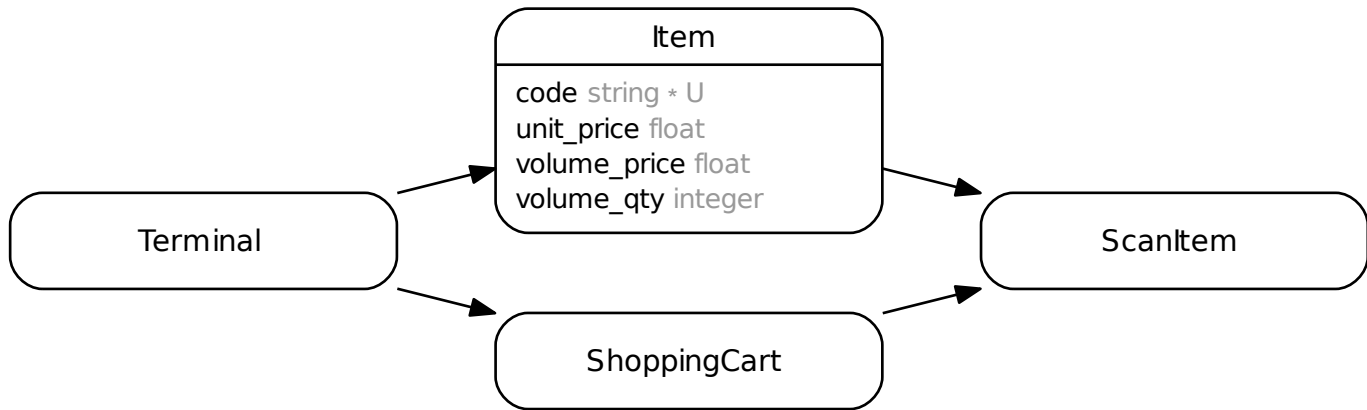 Item
code string * U
unit_price float
volume_price float
volume_qty integer
Terminal
ScanItem
ShoppingCart